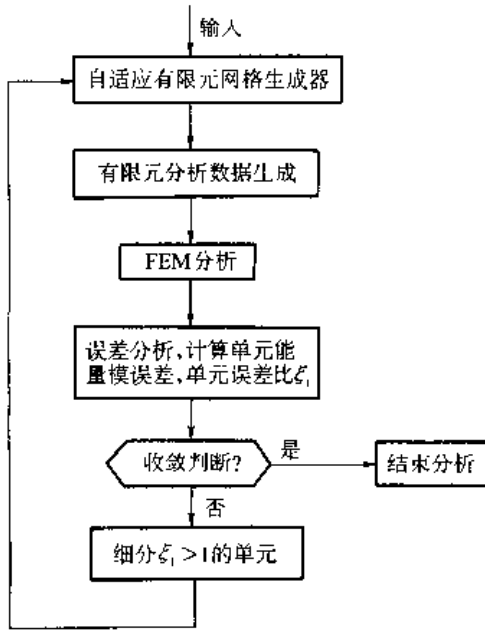 输入
自适应有限元网格生成器
有限元分析数据生成
FEM分析
误差分析,计算单元能
量模误差,单元误差比ξi
收敛判断?
是
结束分析
否
细分ξi>1的单元